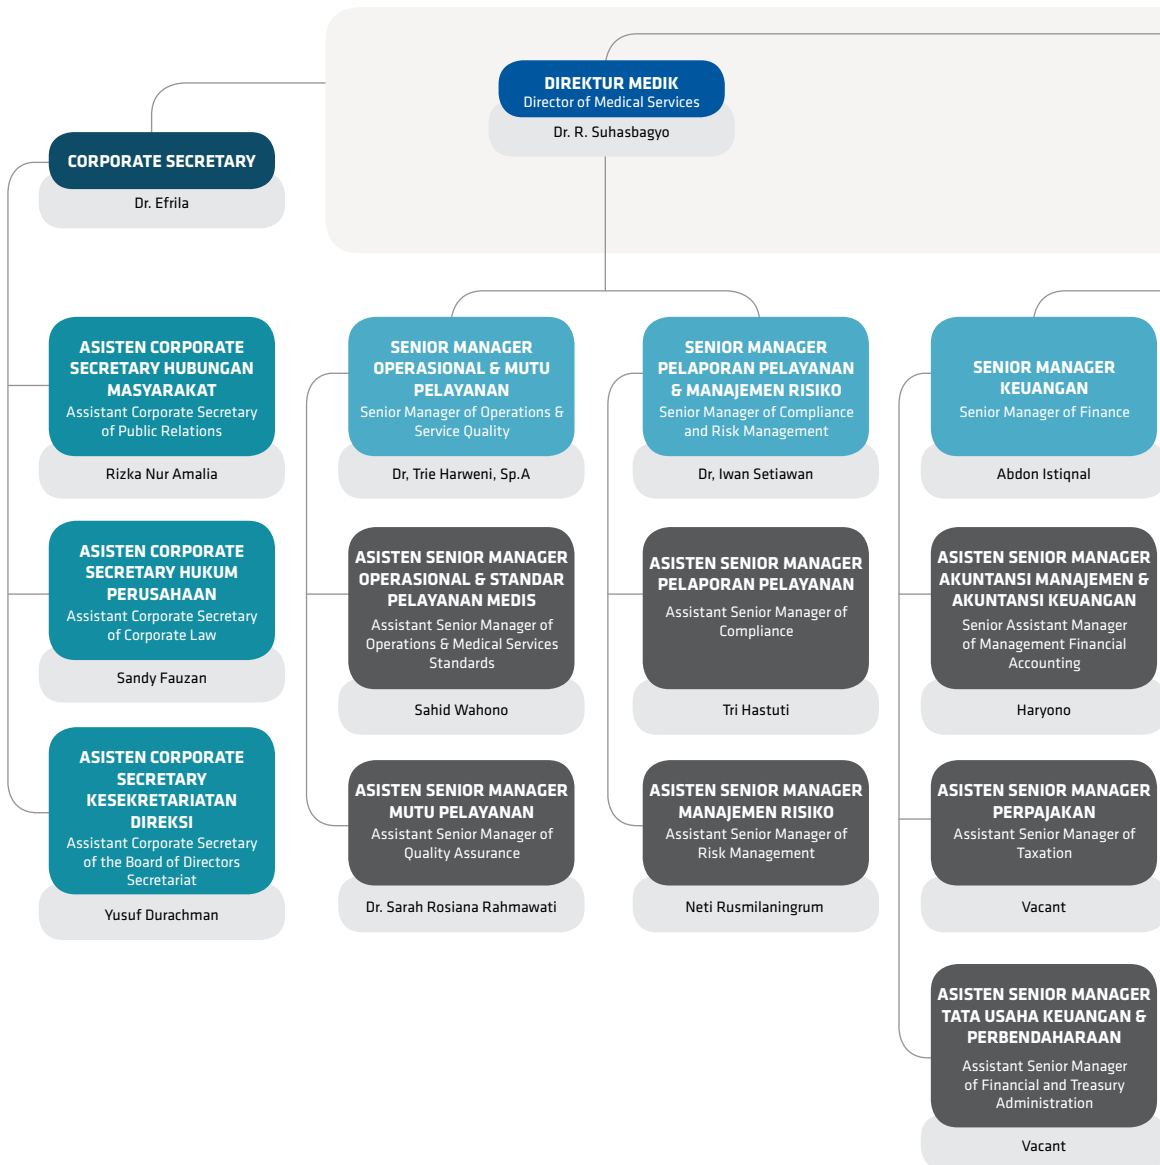 DIREKTUR MEDIK
Director of Medical Services
Dr. R. Suhasbagyo
CORPORATE SECRETARY
Dr. Efrila
ASISTEN CORPORATE
SECRETARY HUBUNGAN
MASYARAKAT
Assistant Corporate Secretary
of Public Relations
Rizka Nur Amalia
ASISTEN CORPORATE
SECRETARY HUKUM
PERUSAHAAN
Assistant Corporate Secretary
of Corporate Law
Sandy Fauzan
ASISTEN CORPORATE
SECRETARY
KESEKRETARIATAN
DIREKSI
Assistant Corporate Secretary
of the Board of Directors
Secretariat
Yusuf Durachman
SENIOR MANAGER
OPERASIONAL & MUTU
PELAYANAN
Senior Manager of Operations &
Service Quality
Dr, Trie Harweni, Sp.A
ASISTEN SENIOR MANAGER
OPERASIONAL & STANDAR
PELAYANAN MEDIS
Assistant Senior Manager of
Operations & Medical Services
Standards
Sahid Wahono
ASISTEN SENIOR MANAGER
MUTU PELAYANAN
Assistant Senior Manager of
Quality Assurance
Dr. Sarah Rosiana Rahmawati
SENIOR MANAGER
PELAPORAN PELAYANAN
& MANAJEMEN RISIKO
Senior Manager of Compliance
and Risk Management
Dr, Iwan Setiawan
ASISTEN SENIOR MANAGER
PELAPORAN PELAYANAN
Assistant Senior Manager of
Compliance
Tri Hastuti
ASISTEN SENIOR MANAGER
MANAJEMEN RISIKO
Assistant Senior Manager of
Risk Management
Neti Rusmilaningrum
SENIOR MANAGER
KEUANGAN
Senior Manager of Finance
Abdon Istiqnal
ASISTEN SENIOR MANAGER
AKUNTANSI MANAJEMEN &
AKUNTANSI KEUANGAN
Senior Assistant Manager
of Management Financial
Accounting
Haryono
ASISTEN SENIOR MANAGER
PERPAJAKAN
Assistant Senior Manager of
Taxation
Vacant
ASISTEN SENIOR MANAGER
TATA USAHA KEUANGAN &
PERBENDAHARAAN
Assistant Senior Manager
of Financial and Treasury
Administration
Vacant